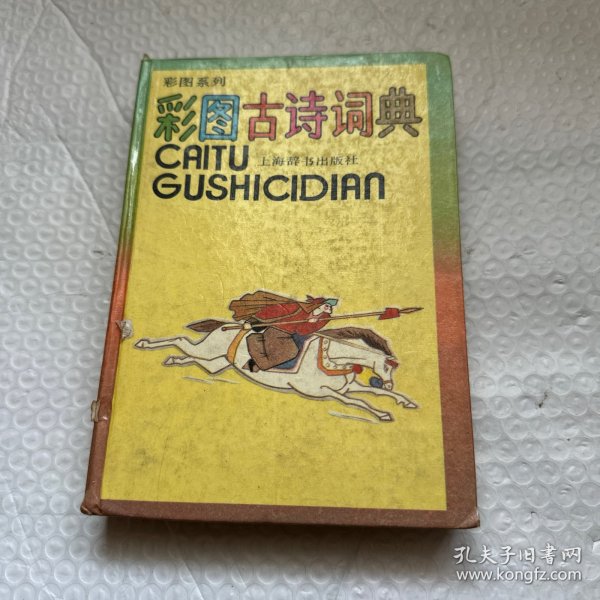 彩图系列
彩图古诗词典
CAITU
上海辞书出版社
GUSHICIDIAN
孔夫子旧书网
www.kongfz.com